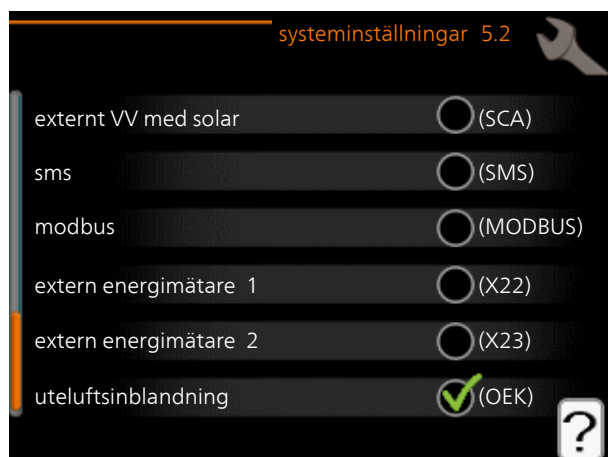 systeminställningar 5.2
externt VV med solar (SCA)
sms (SMS)
modbus (MODBUS)
extern energimätare 1 (X22)
extern energimätare 2 (X23)
uteluftsinblandning (OEK)
?